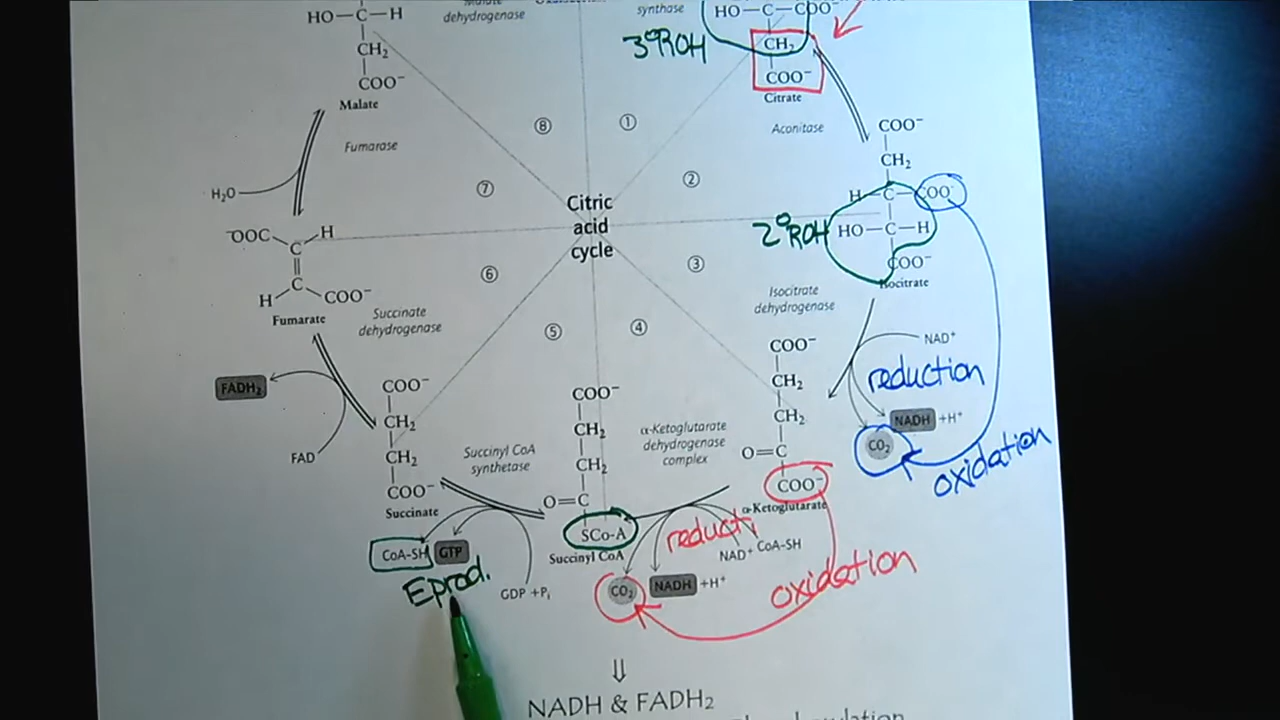 dehydrogenase
synthase
HO—C—H
CH₂
COO⁻
Malate
HO—C—COO⁻
CH₂
COO⁻
Citrate
3°ROH
Fumarase
Aconitase
H₂O
⑧
①
⑦
②
COO⁻
CH₂
H—C—COO⁻
HO—C—H
COO⁻
Isocitrate
2°ROH
Citric
acid
cycle
⁻OOC
C
H
C
H
COO⁻
Fumarate
⑥
③
⑤
④
Succinate
dehydrogenase
Isocitrate
dehydrogenase
NAD⁺
reduction
NADH +H⁺
CO₂
oxidation
FADH₂
FAD
COO⁻
CH₂
CH₂
COO⁻
Succinate
Succinyl CoA
synthetase
COO⁻
CH₂
CH₂
O=C
SCo-A
Succinyl CoA
α-Ketoglutarate
dehydrogenase
complex
COO⁻
CH₂
CH₂
O=C
COO⁻
α-Ketoglutarate
CoA-SH
GTP
E prod.
GDP +Pᵢ
reducti
NAD⁺
CoA-SH
CO₂
NADH +H⁺
oxidation
⇓
NADH & FADH₂